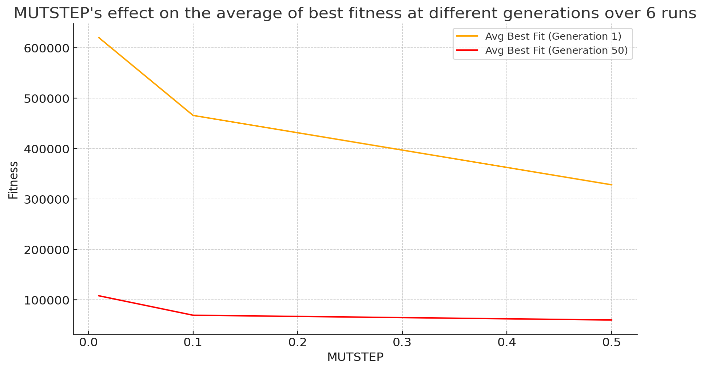 MUTSTEP's effect on the average of best fitness at different generations over 6 runs
Avg Best Fit (Generation 1)
Avg Best Fit (Generation 50)
Fitness
600000
500000
400000
300000
200000
100000
0.0
0.1
0.2
0.3
0.4
0.5
MUTSTEP